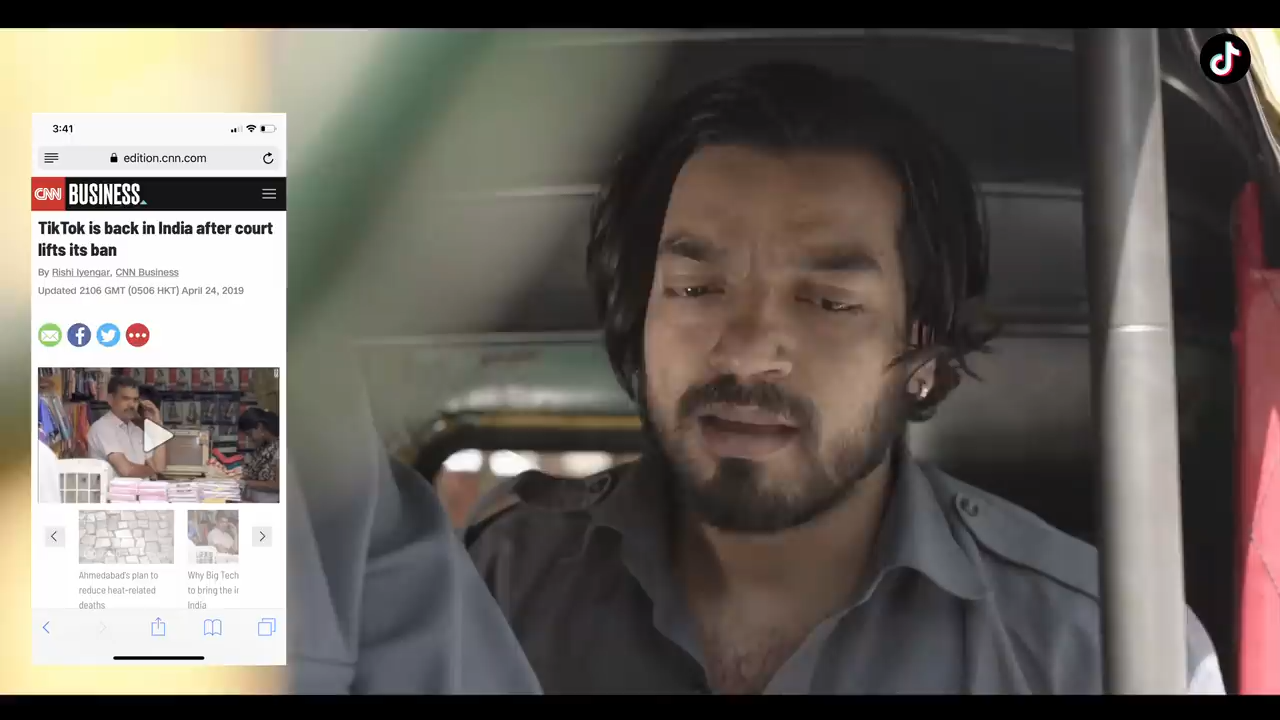 3:41
edition.cnn.com
CNN BUSINESS
TikTok is back in India after court
lifts its ban
By Rishi Iyengar, CNN Business
Updated 2106 GMT (0506 HKT) April 24, 2019
Ahmedabad's plan to
reduce heat-related
deaths
Why Big Tech
to bring the
India